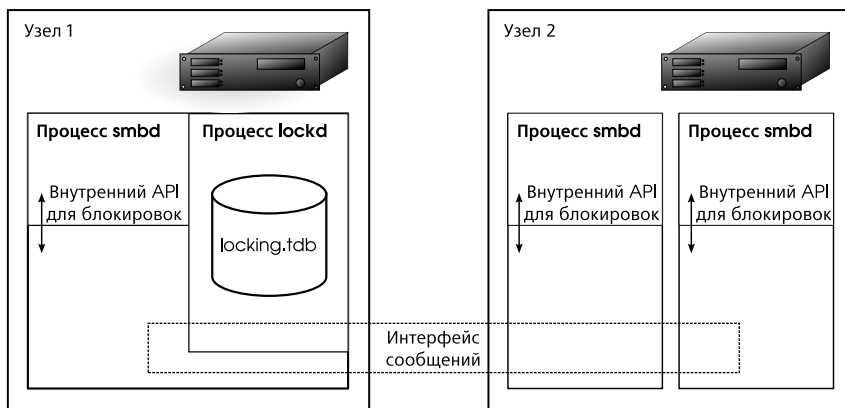 Узел 1
Процесс smbd
Процесс lockd
Внутренний API
для блокировок
locking.tdb
Узел 2
Процесс smbd
Процесс smbd
Внутренний API
для блокировок
Внутренний API
для блокировок
Интерфейс
сообщений